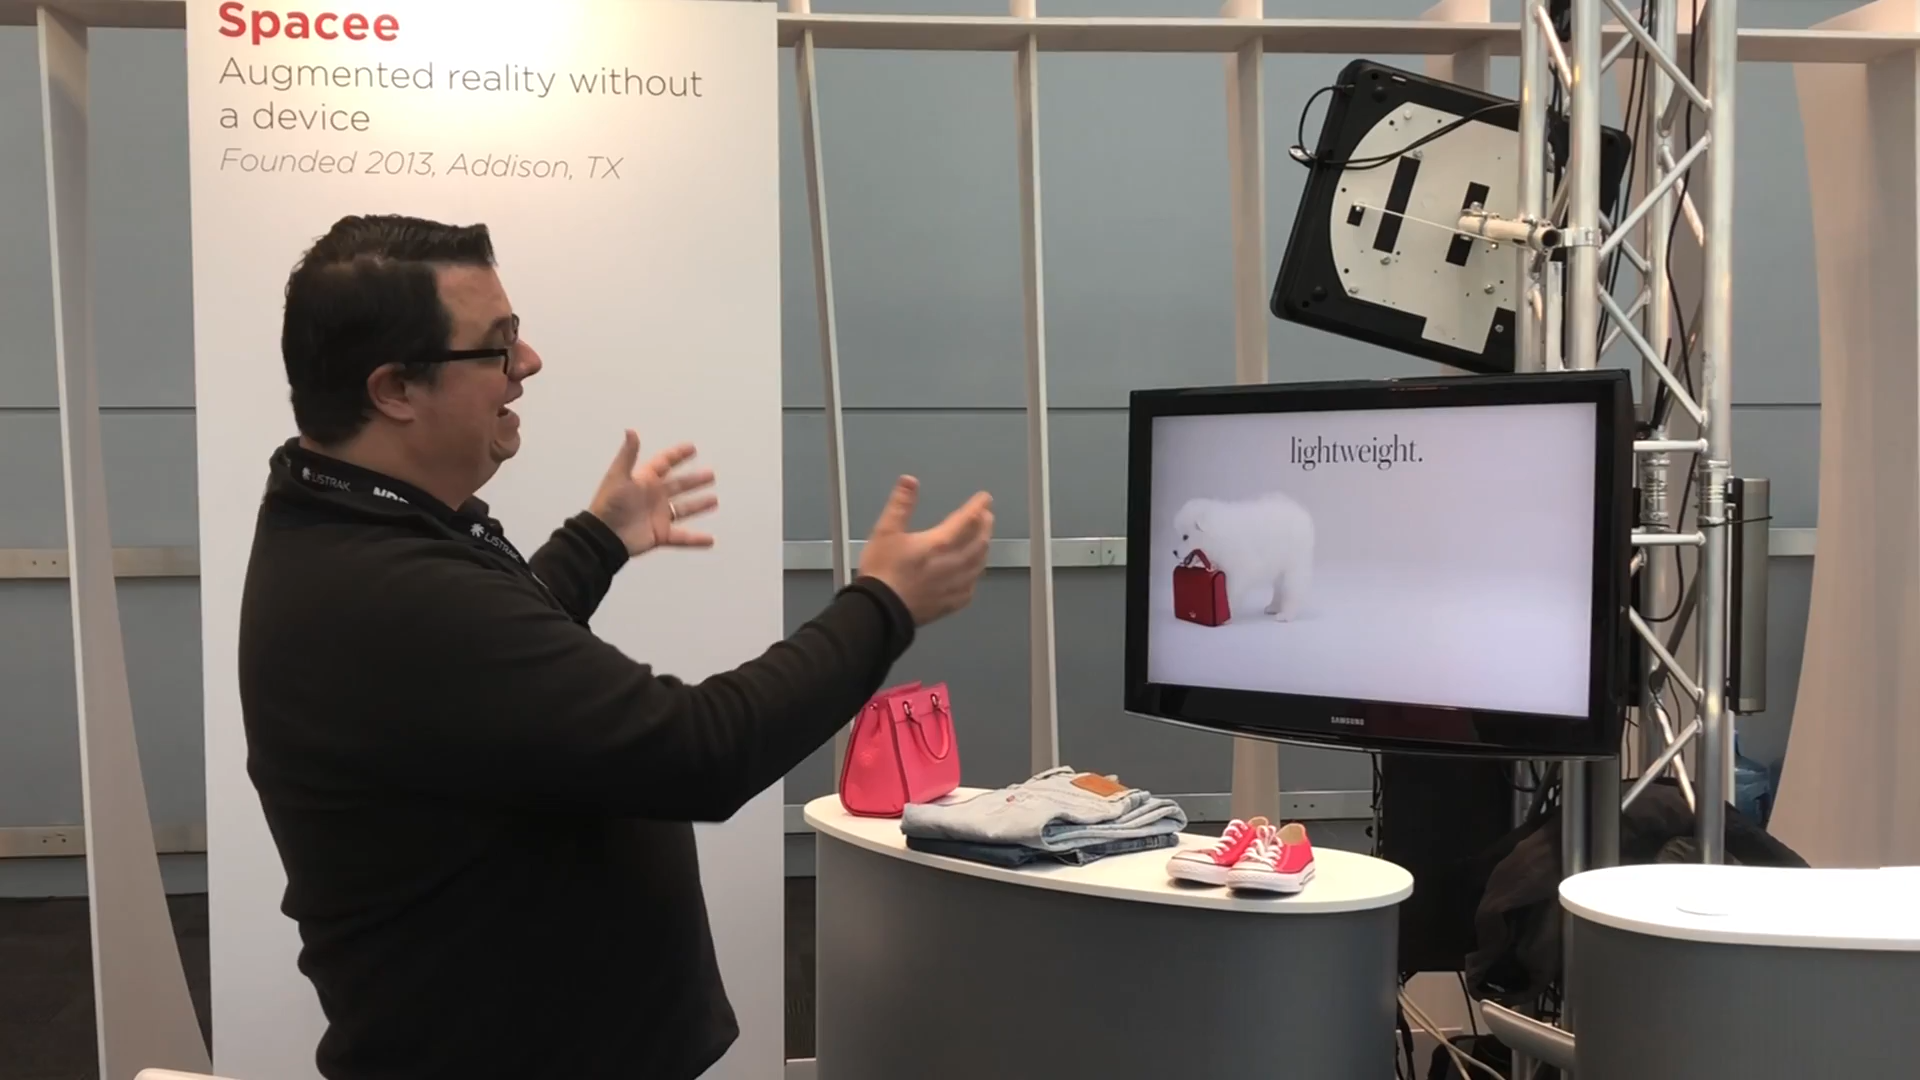 Spacee
Augmented reality without
a device
Founded 2013, Addison, TX
lightweight.
SAMSUNG
LISTRAK
LISTRAK